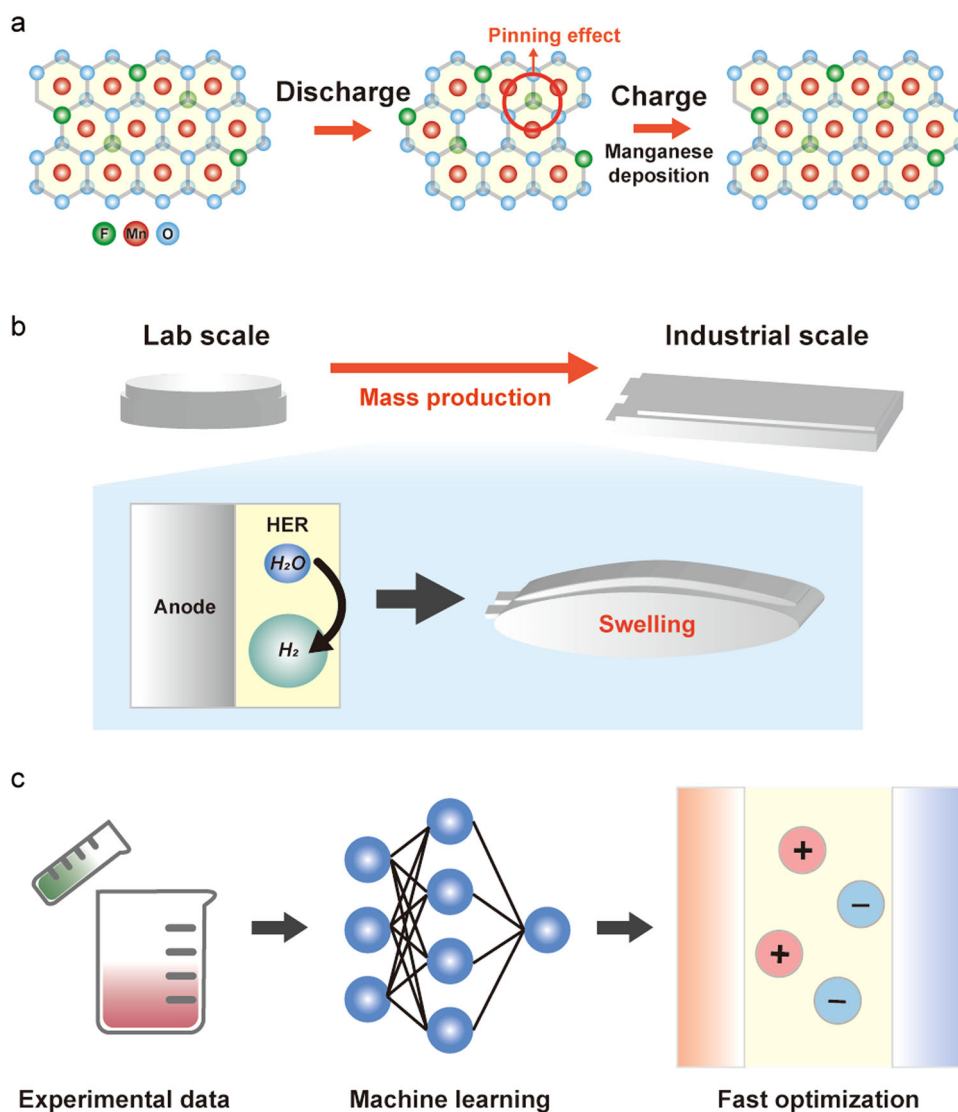 a
Pinning effect
Discharge
Charge
Manganese
deposition
F Mn O
b
Lab scale
Industrial scale
Mass production
HER
H₂O
Anode
H₂
Swelling
c
+
−
+
−
Experimental data
Machine learning
Fast optimization